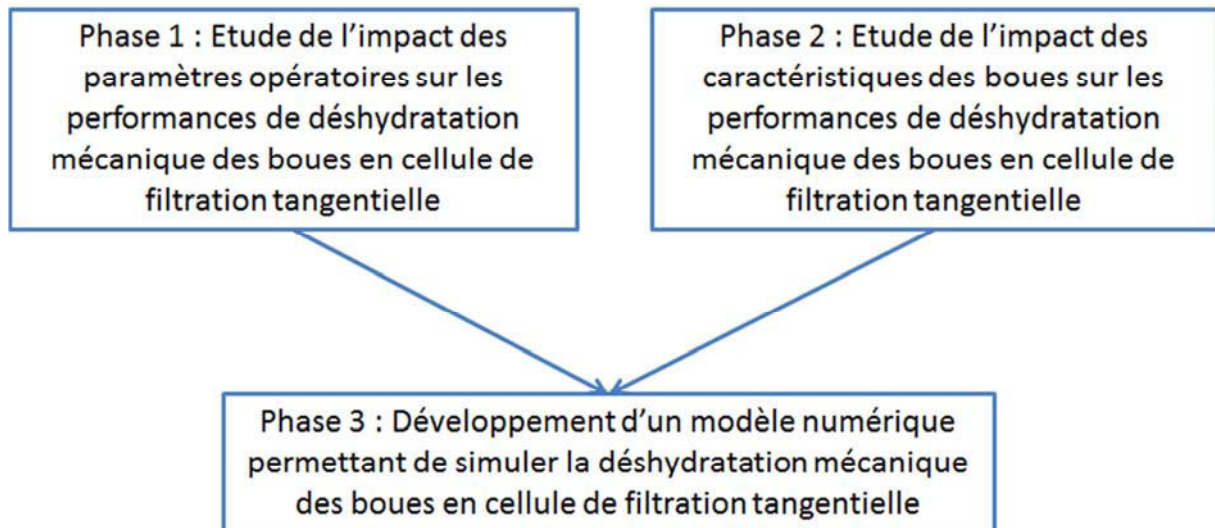 Phase 1 : Etude de l'impact des
paramètres opératoires sur les
performances de déshydratation
mécanique des boues en cellule de
filtration tangentielle
Phase 2 : Etude de l'impact des
caractéristiques des boues sur les
performances de déshydratation
mécanique des boues en cellule de
filtration tangentielle
Phase 3 : Développement d'un modèle numérique
permettant de simuler la déshydratation mécanique
des boues en cellule de filtration tangentielle